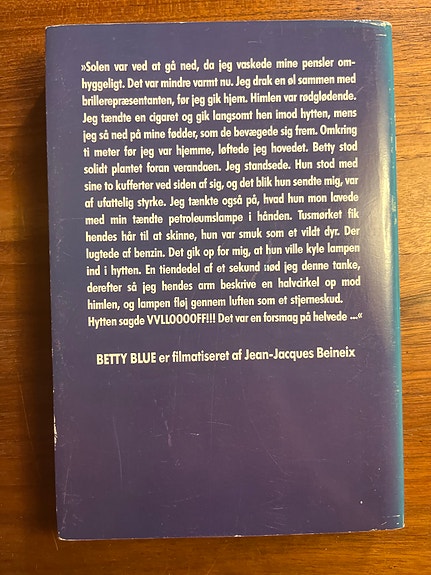 »Solen var ved at gå ned, da jeg vaskede mine pensler om-
hyggeligt. Det var mindre varmt nu. Jeg drak en øl sammen med
brillerepræsentanten, før jeg gik hjem. Himlen var rødglødende.
Jeg tændte en cigaret og gik langsomt hen imod hytten, mens
jeg så ned på mine fødder, som de bevægede sig frem. Omkring
ti meter før jeg var hjemme, løftede jeg hovedet. Betty stod
solidt plantet foran verandaen. Jeg standsede. Hun stod med
sine to kufferter ved siden af sig, og det blik hun sendte mig, var
af ufattelig styrke. Jeg tænkte også på, hvad hun mon lavede
med min tændte petroleumslampe i hånden. Tusmørket fik
hendes hår til at skinne, hun var smuk som et vildt dyr. Der
lugtede af benzin. Det gik op for mig, at hun ville kyle lampen
ind i hytten. En tiendedel af et sekund nød jeg denne tanke,
derefter så jeg hendes arm beskrive en halvcirkel op mod
himlen, og lampen fløj gennem luften som et stjerneskud.
Hytten sagde VVLLOOOOFF!!! Det var en forsmag på helvede ...«
BETTY BLUE er filmatiseret af Jean-Jacques Beineix